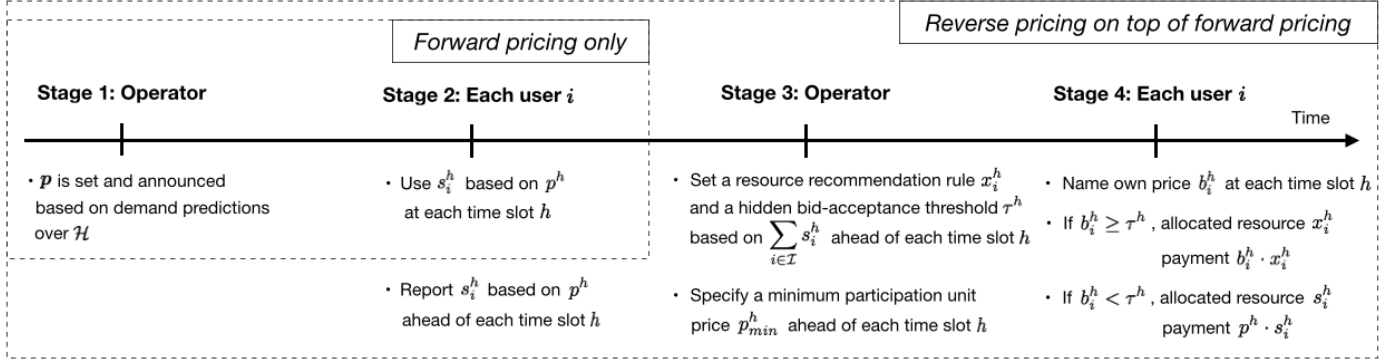 Forward pricing only
Reverse pricing on top of forward pricing
Stage 1: Operator
Stage 2: Each user i
Stage 3: Operator
Stage 4: Each user i
Time
• p is set and announced
based on demand predictions
over ℋ
• Use s_i^h based on p^h
at each time slot h
• Report s_i^h based on p^h
ahead of each time slot h
• Set a resource recommendation rule x_i^h
and a hidden bid-acceptance threshold τ^h
based on ∑_{i∈ℐ} s_i^h ahead of each time slot h
• Specify a minimum participation unit
price p_{min}^h ahead of each time slot h
• Name own price b_i^h at each time slot h
• If b_i^h ≥ τ^h , allocated resource x_i^h
payment b_i^h · x_i^h
• If b_i^h < τ^h , allocated resource s_i^h
payment p^h · s_i^h